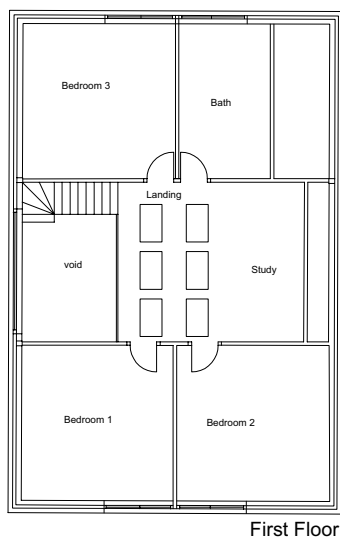 Bedroom 3
Bath
Landing
void
Study
Bedroom 1
Bedroom 2
First Floor